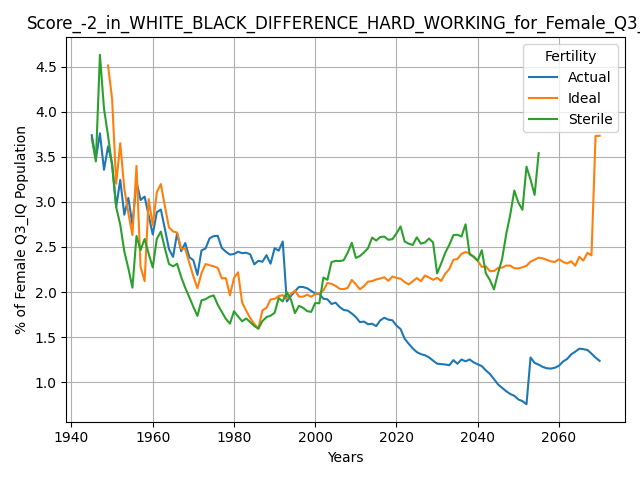 Score_-2_in_WHITE_BLACK_DIFFERENCE_HARD_WORKING_for_Female_Q3_
Fertility
Actual
Ideal
Sterile
% of Female Q3_IQ Population
4.5
4.0
3.5
3.0
2.5
2.0
1.5
1.0
1940
1960
1980
2000
2020
2040
2060
Years